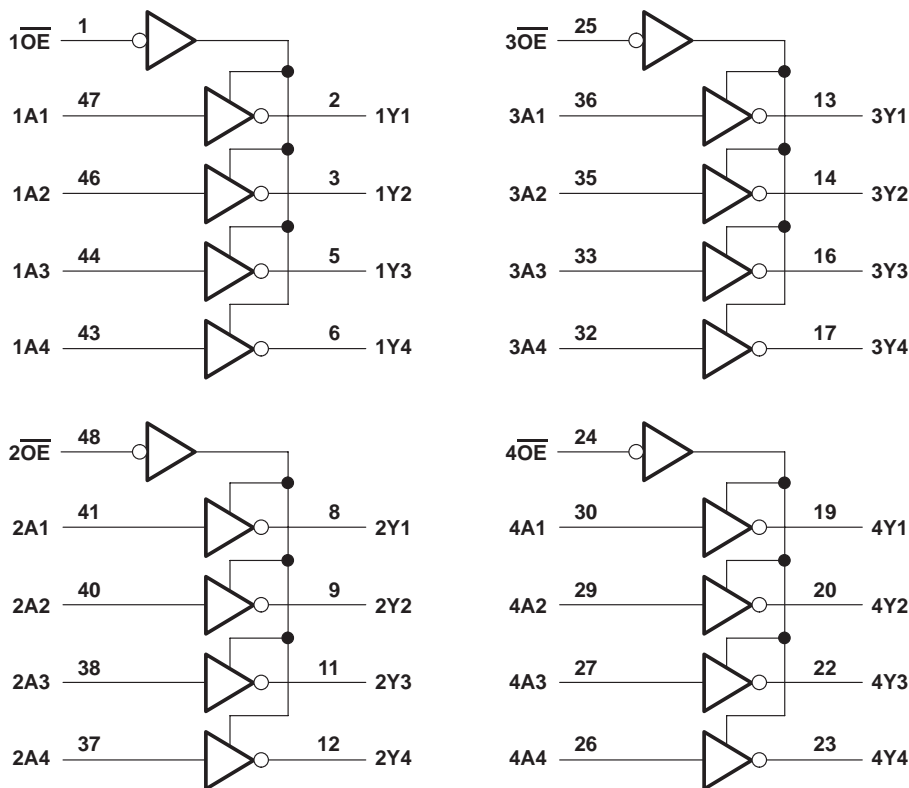 1OE 1
1A1 47 2 1Y1
1A2 46 3 1Y2
1A3 44 5 1Y3
1A4 43 6 1Y4
3OE 25
3A1 36 13 3Y1
3A2 35 14 3Y2
3A3 33 16 3Y3
3A4 32 17 3Y4
2OE 48
2A1 41 8 2Y1
2A2 40 9 2Y2
2A3 38 11 2Y3
2A4 37 12 2Y4
4OE 24
4A1 30 19 4Y1
4A2 29 20 4Y2
4A3 27 22 4Y3
4A4 26 23 4Y4